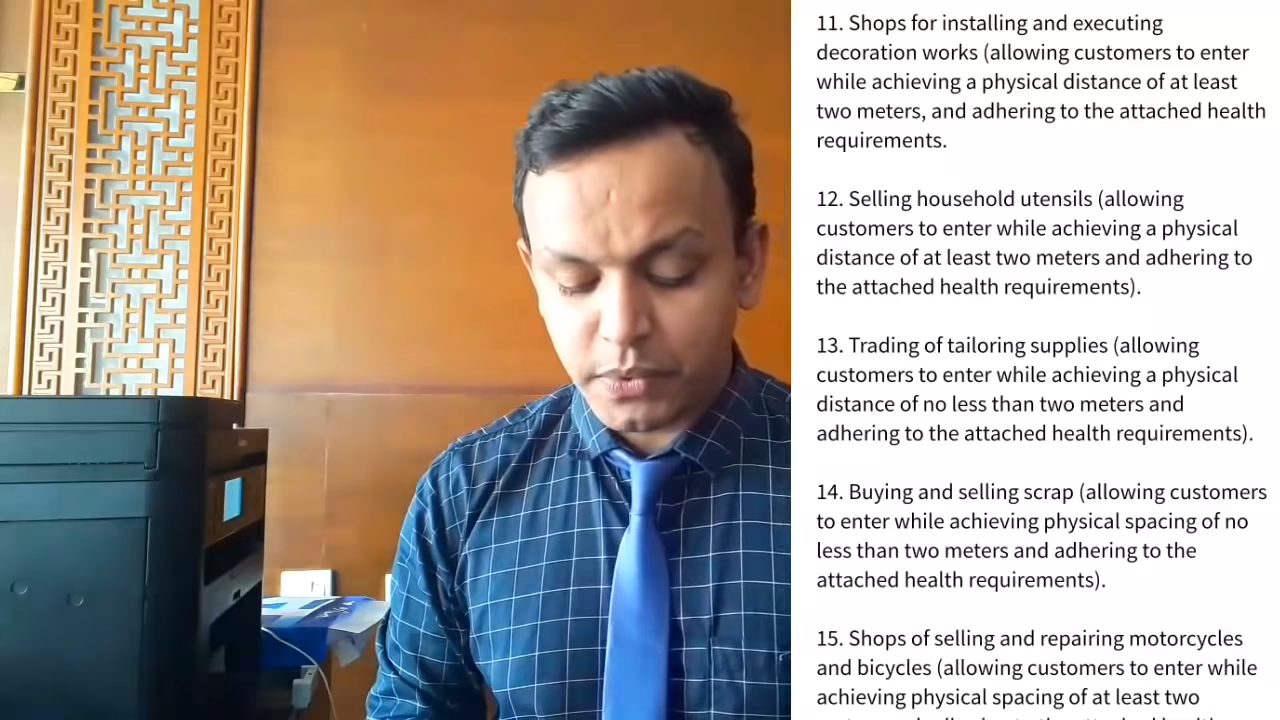 11. Shops for installing and executing
decoration works (allowing customers to enter
while achieving a physical distance of at least
two meters, and adhering to the attached health
requirements.
12. Selling household utensils (allowing
customers to enter while achieving a physical
distance of at least two meters and adhering to
the attached health requirements).
13. Trading of tailoring supplies (allowing
customers to enter while achieving a physical
distance of no less than two meters and
adhering to the attached health requirements).
14. Buying and selling scrap (allowing customers
to enter while achieving physical spacing of no
less than two meters and adhering to the
attached health requirements).
15. Shops of selling and repairing motorcycles
and bicycles (allowing customers to enter while
achieving physical spacing of at least two